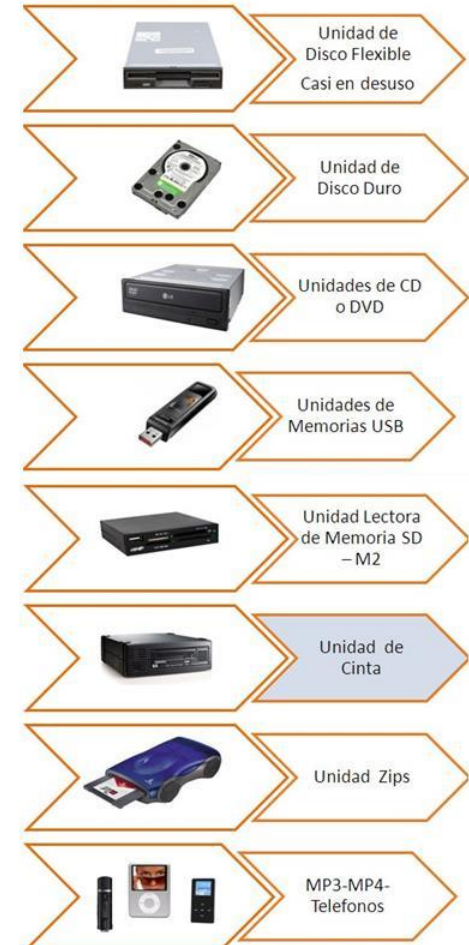 Unidad de
Disco Flexible
Casi en desuso
Unidad de
Disco Duro
Unidades de CD
o DVD
Unidades de
Memorias USB
Unidad Lectora
de Memoria SD
– M2
Unidad de
Cinta
Unidad Zips
MP3-MP4-
Telefonos